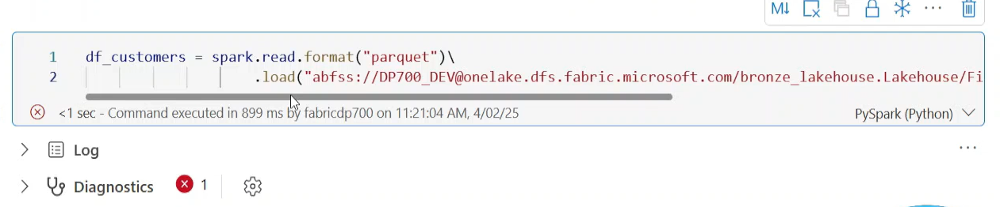 M↓
1 df_customers = spark.read.format("parquet")\
2 .load("abfss://DP700_DEV@onelake.dfs.fabric.microsoft.com/bronze_lakehouse.Lakehouse/Fi
<1 sec - Command executed in 899 ms by fabricdp700 on 11:21:04 AM, 4/02/25 PySpark (Python)
Log
Diagnostics 1